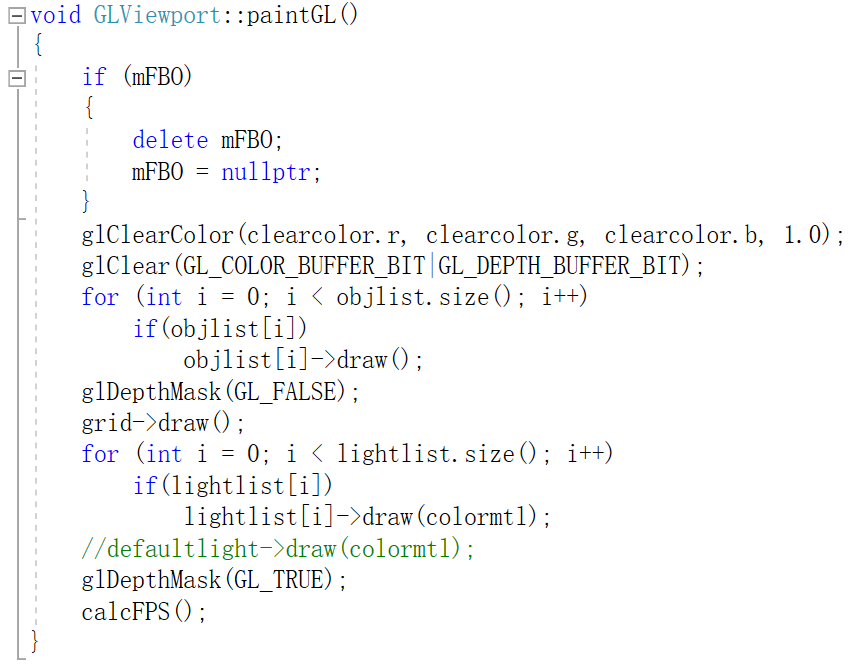 void GLViewport::paintGL()
{
    if (mFBO)
    {
        delete mFBO;
        mFBO = nullptr;
    }
    glClearColor(clearcolor.r, clearcolor.g, clearcolor.b, 1.0);
    glClear(GL_COLOR_BUFFER_BIT|GL_DEPTH_BUFFER_BIT);
    for (int i = 0; i < objlist.size(); i++)
        if(objlist[i])
            objlist[i]->draw();
    glDepthMask(GL_FALSE);
    grid->draw();
    for (int i = 0; i < lightlist.size(); i++)
        if(lightlist[i])
            lightlist[i]->draw(colormtl);
    //defaultlight->draw(colormtl);
    glDepthMask(GL_TRUE);
    calcFPS();
}